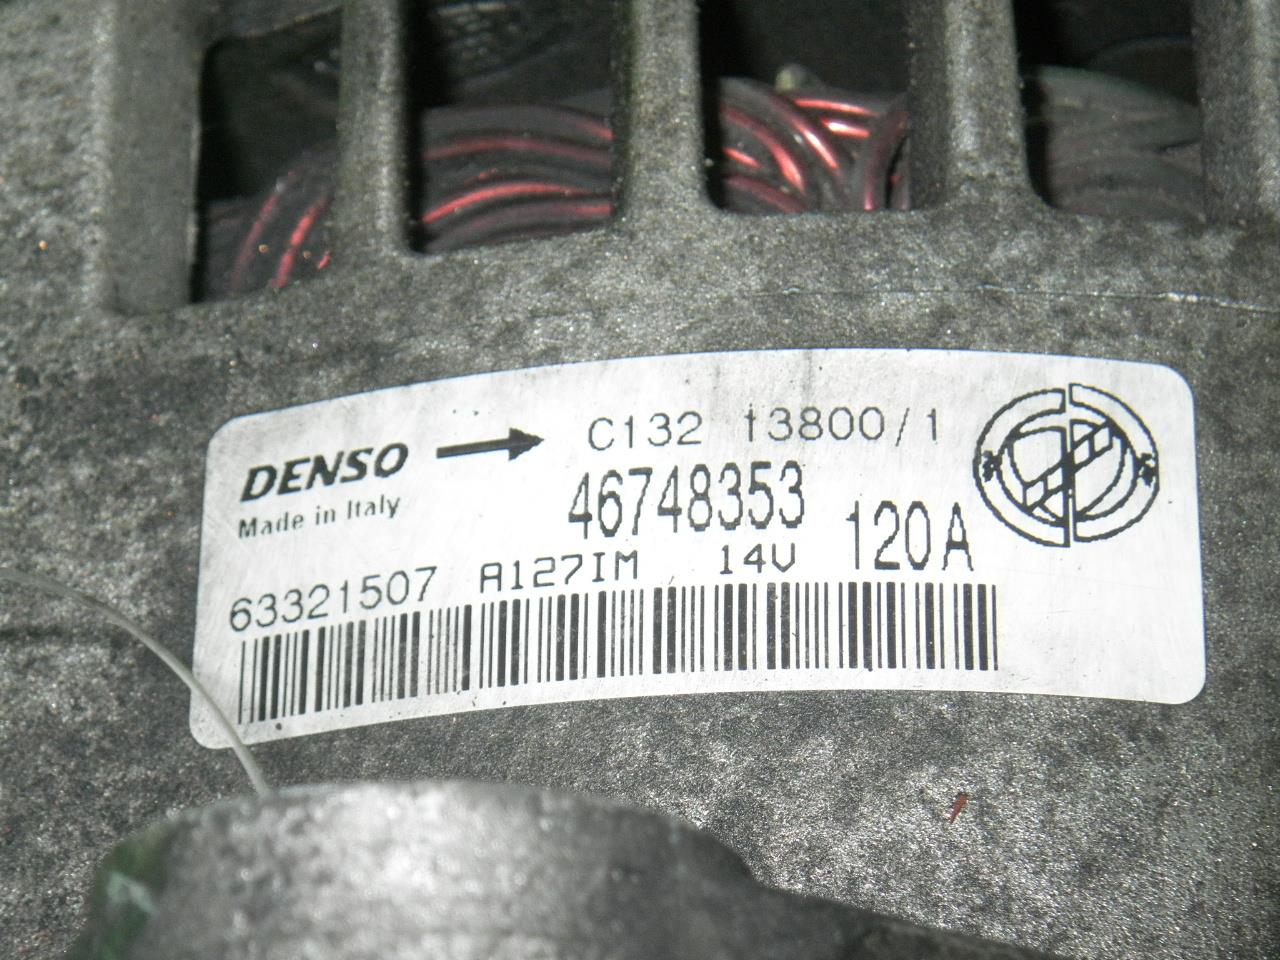 DENSO
Made in Italy
C132 13800/1
46748353
120A
63321507 A127IM 14V